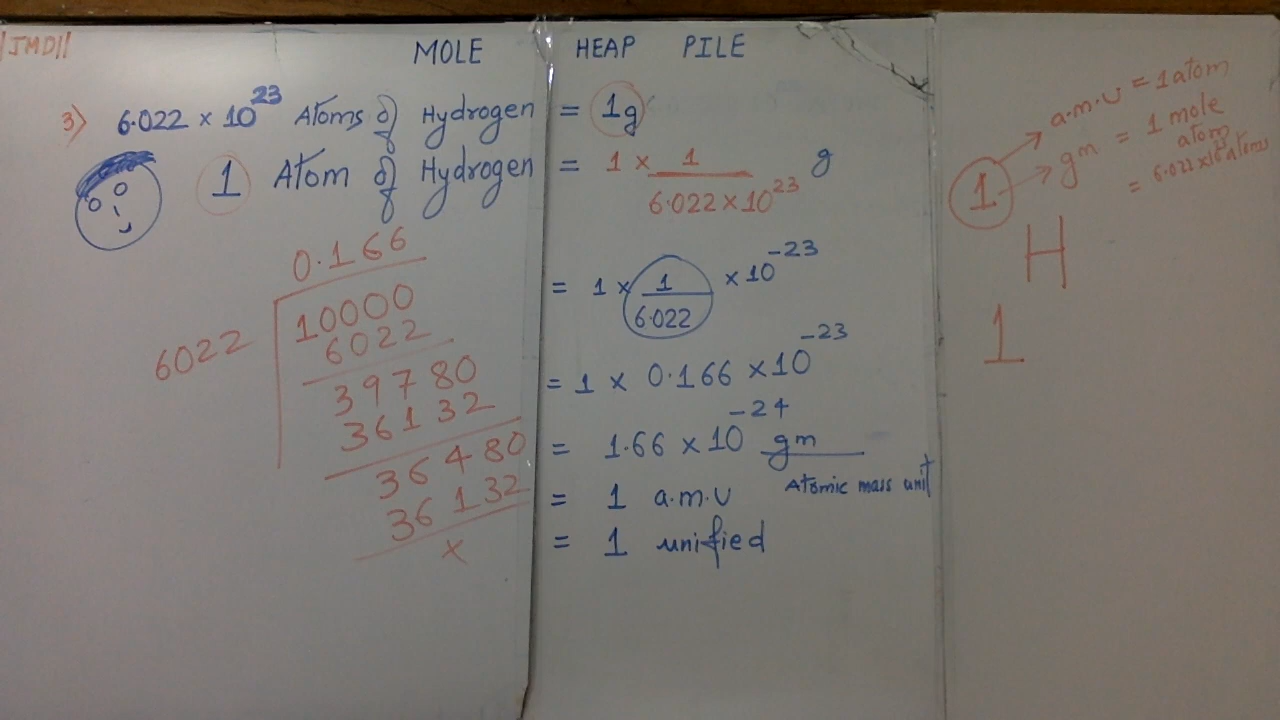 ||JMD||
MOLE HEAP PILE
3) 6.022 × 10^23 Atoms of Hydrogen = 1g
1 Atom of Hydrogen = 1 × 1/6.022 × 10^23 g
= 1 × 1/6.022 × 10^-23
= 1 × 0.166 × 10^-23
= 1.66 × 10^-24 gm
Atomic mass unit
= 1 a.m.u
= 1 unified
0.166
6022 10000
6022
39780
36132
36480
36132
×
1 a.m.u = 1 atom
gm = 1 mole
atom
= 6.022 × 10^23 atoms
H
1